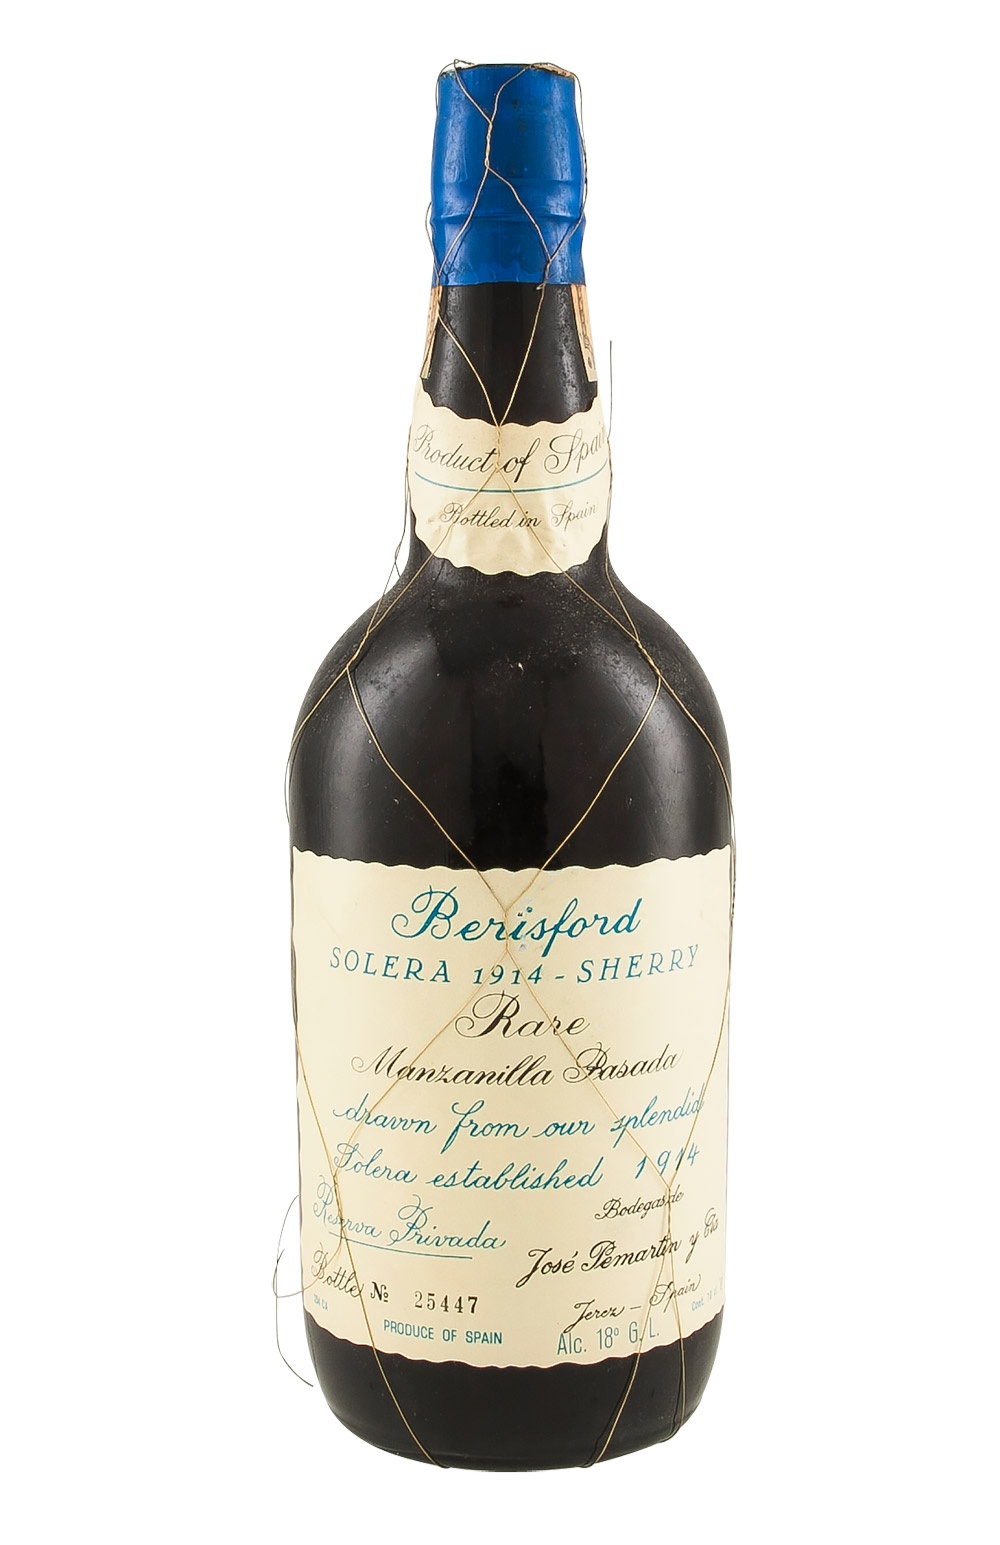 Product of Spain
Bottled in Spain
Berisford
SOLERA 1914 - SHERRY
Rare
Manzanilla Pasada
drawn from our splendid
Solera established 1914
Reserva Privada
Bodegas de
José Pemartin y Cia
Jerez - Spain
Bottle № 25447
PRODUCE OF SPAIN
Alc. 18º G.L.
Cont.